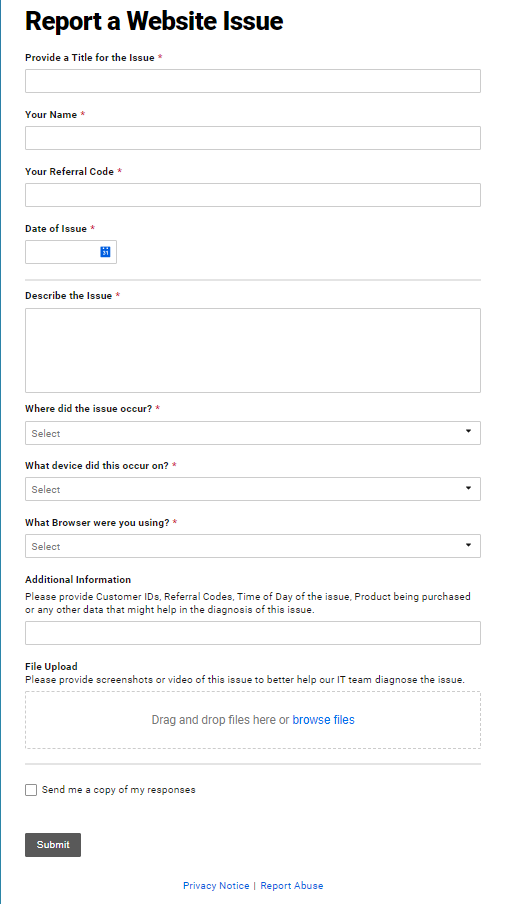 Report a Website Issue
Provide a Title for the Issue *
Your Name *
Your Referral Code *
Date of Issue *
31
Describe the Issue *
Where did the issue occur? *
Select
What device did this occur on? *
Select
What Browser were you using? *
Select
Additional Information
Please provide Customer IDs, Referral Codes, Time of Day of the issue, Product being purchased
or any other data that might help in the diagnosis of this issue.
File Upload
Please provide screenshots or video of this issue to better help our IT team diagnose the issue.
Drag and drop files here or browse files
Send me a copy of my responses
Submit
Privacy Notice | Report Abuse